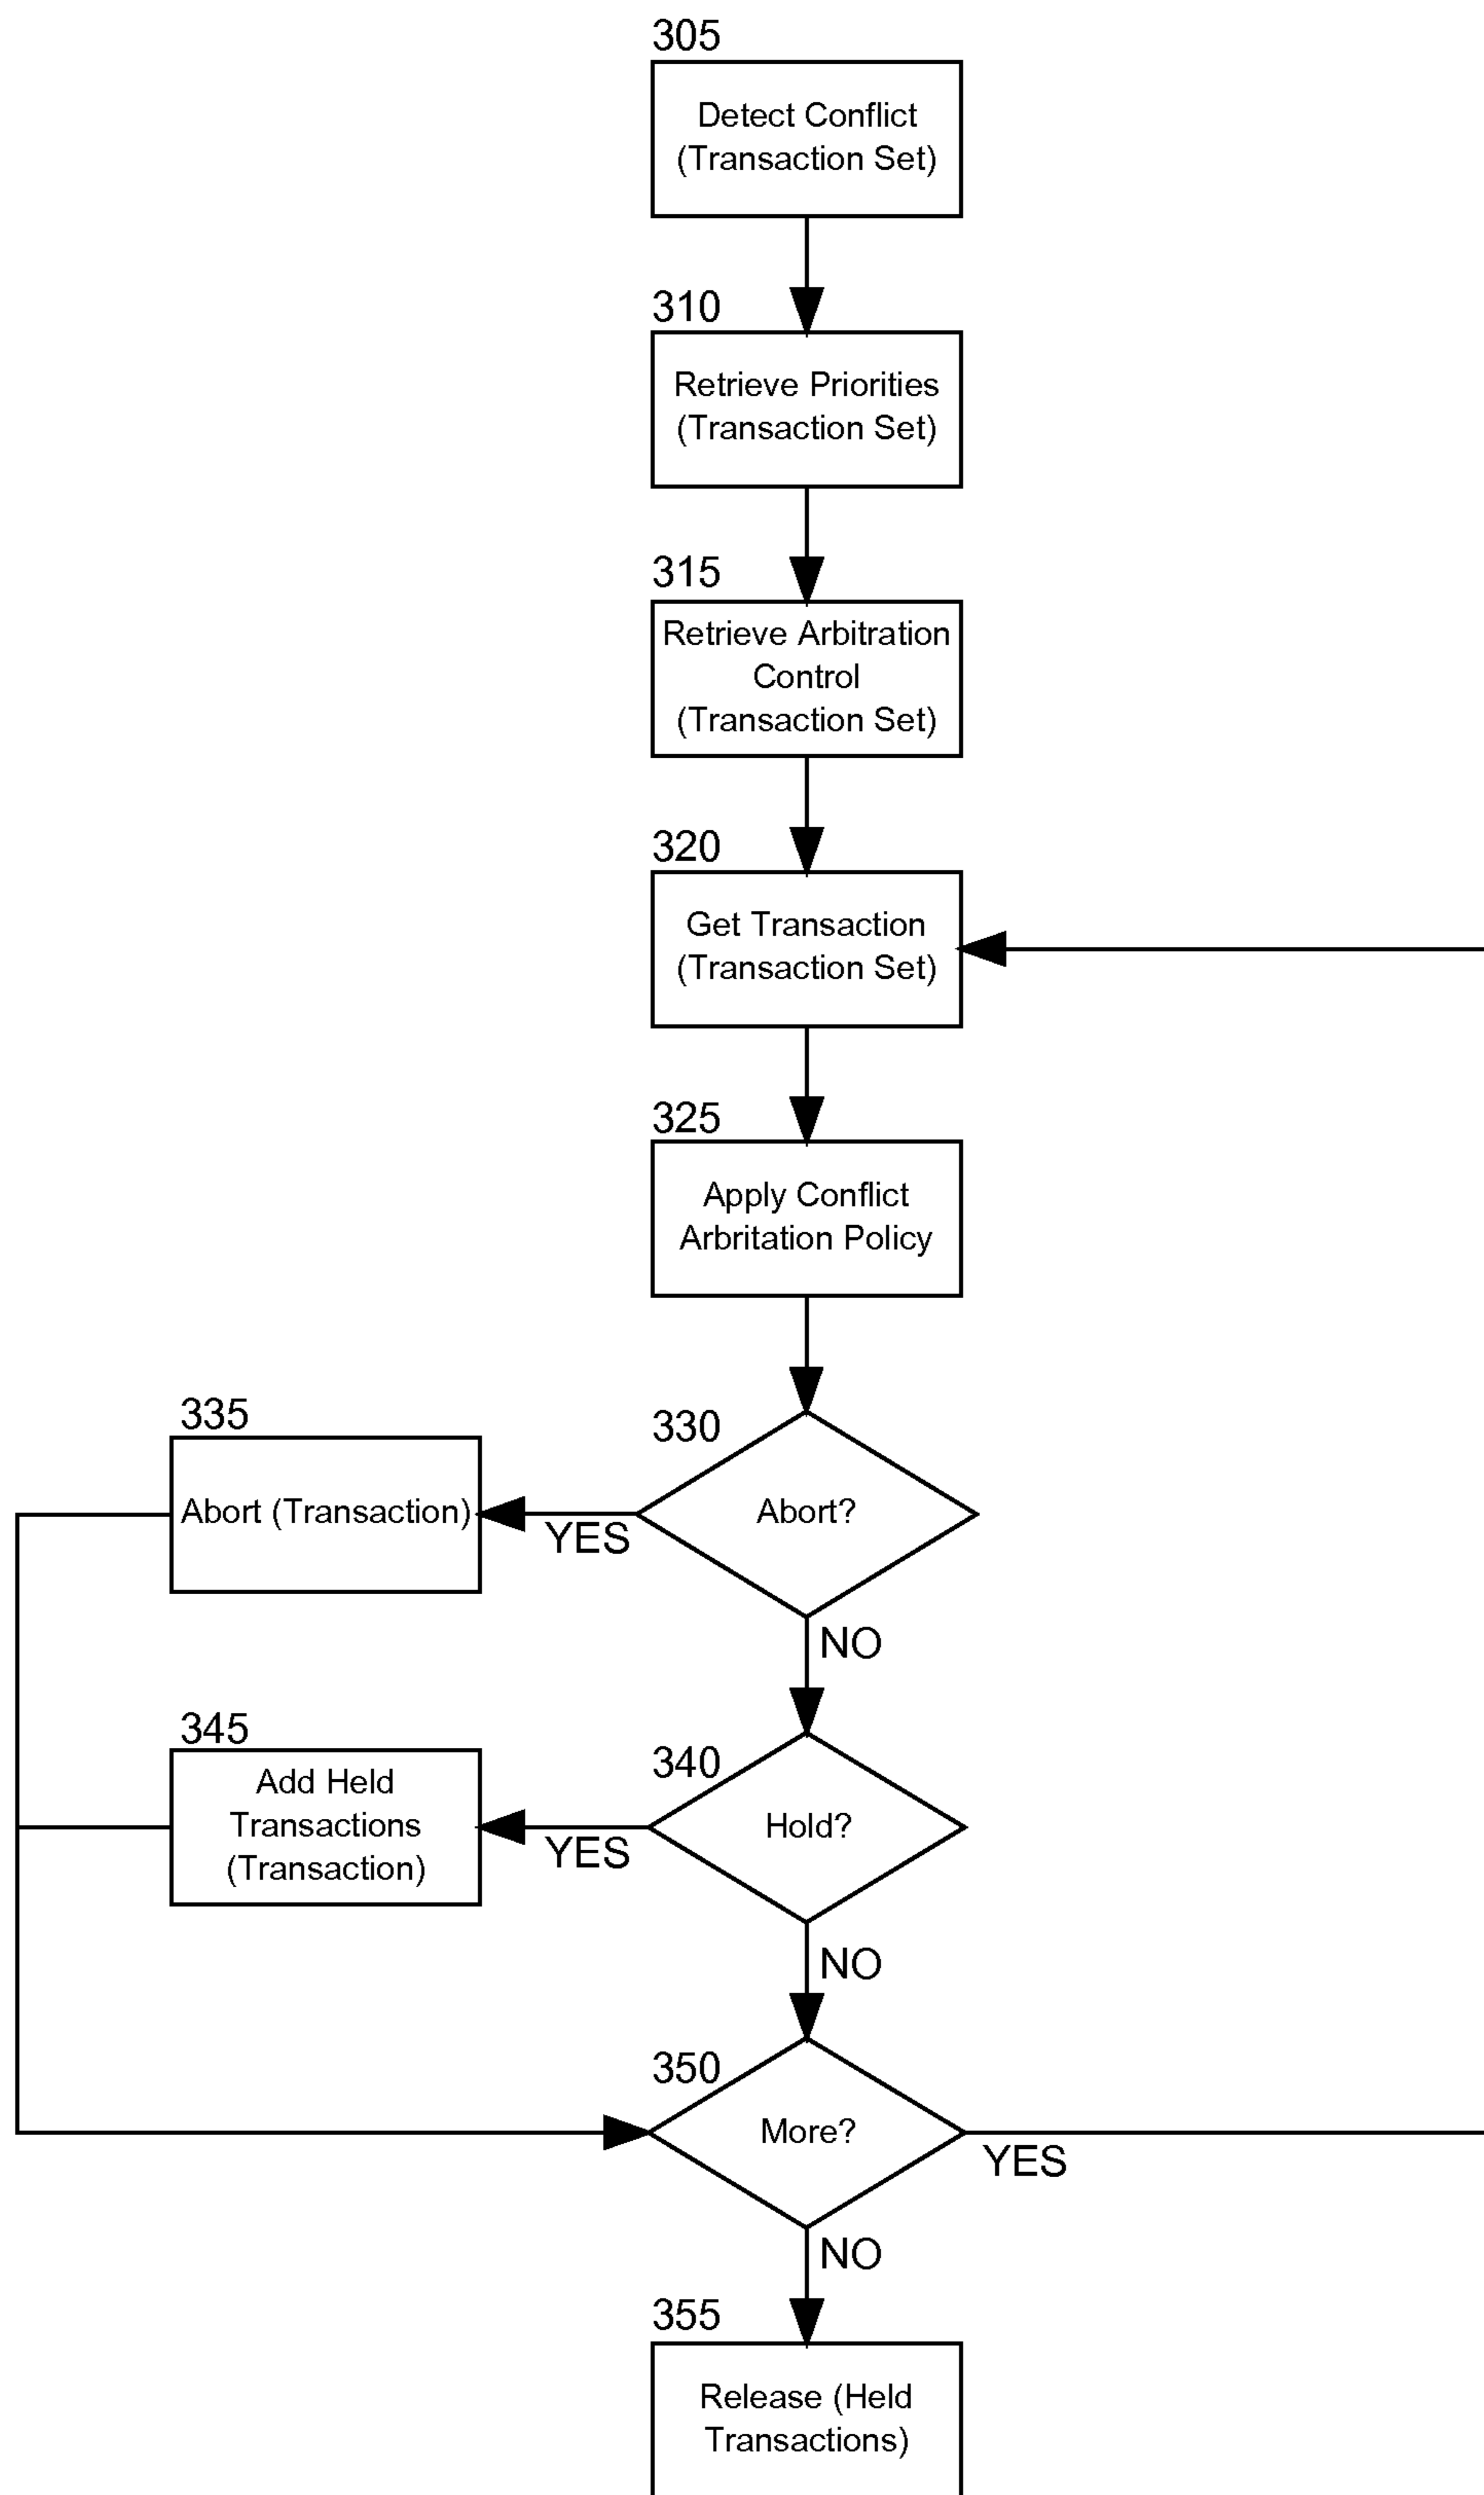 305
Detect Conflict
(Transaction Set)
310
Retrieve Priorities
(Transaction Set)
315
Retrieve Arbitration
Control
(Transaction Set)
320
Get Transaction
(Transaction Set)
325
Apply Conflict
Arbritation Policy
330
Abort?
YES
335
Abort (Transaction)
NO
340
Hold?
YES
345
Add Held
Transactions
(Transaction)
NO
350
More?
YES
NO
355
Release (Held
Transactions)